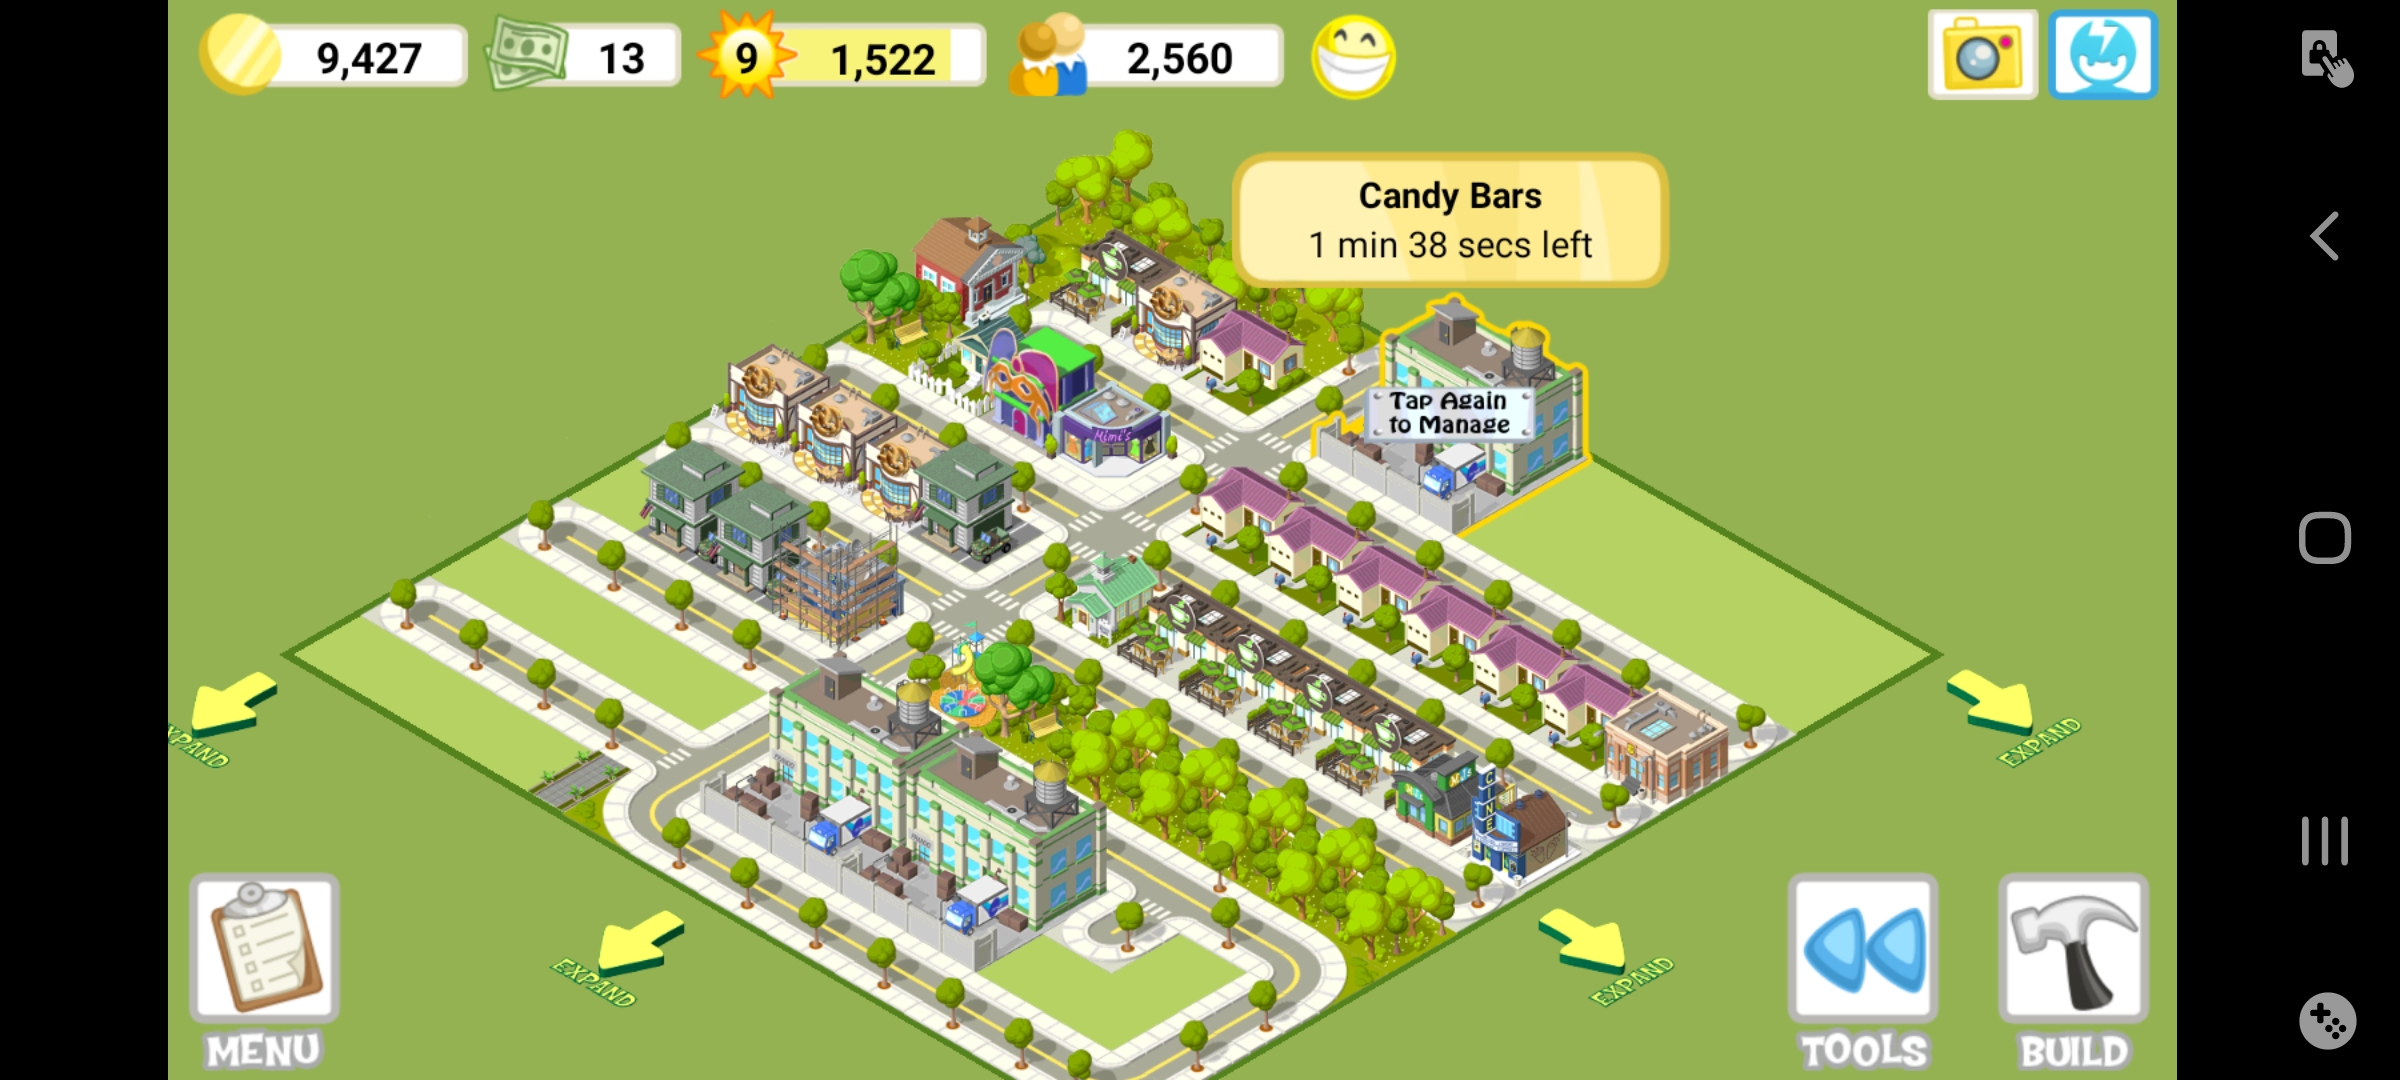 9,427
13
9
1,522
2,560
Candy Bars
1 min 38 secs left
Tap Again
to Manage
Mimi's
CINE
EXPAND
EXPAND
EXPAND
EXPAND
MENU
TOOLS
BUILD